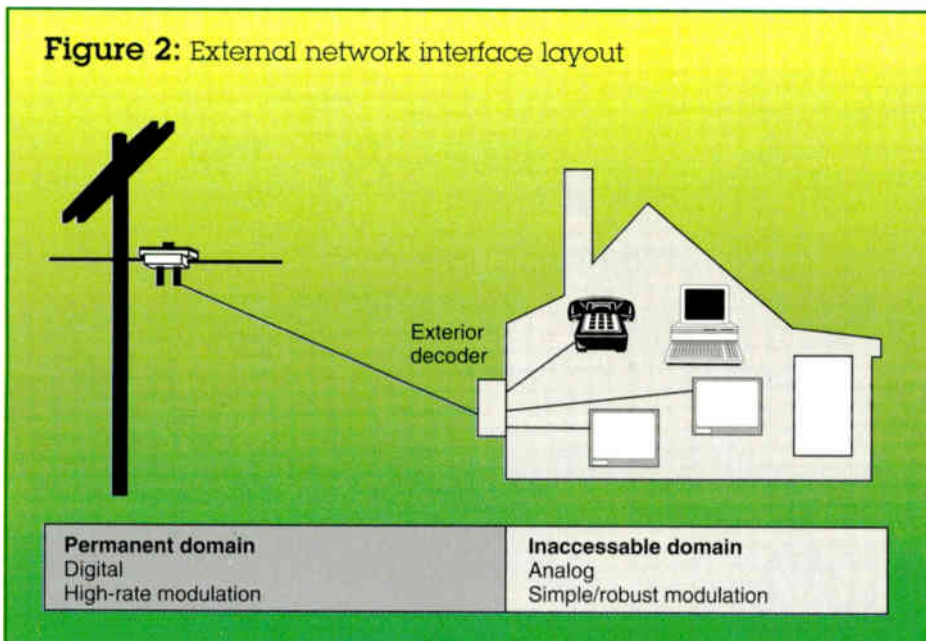 Figure 2: External network interface layout
Exterior
decoder
Permanent domain
Digital
High-rate modulation
Inaccessable domain
Analog
Simple/robust modulation